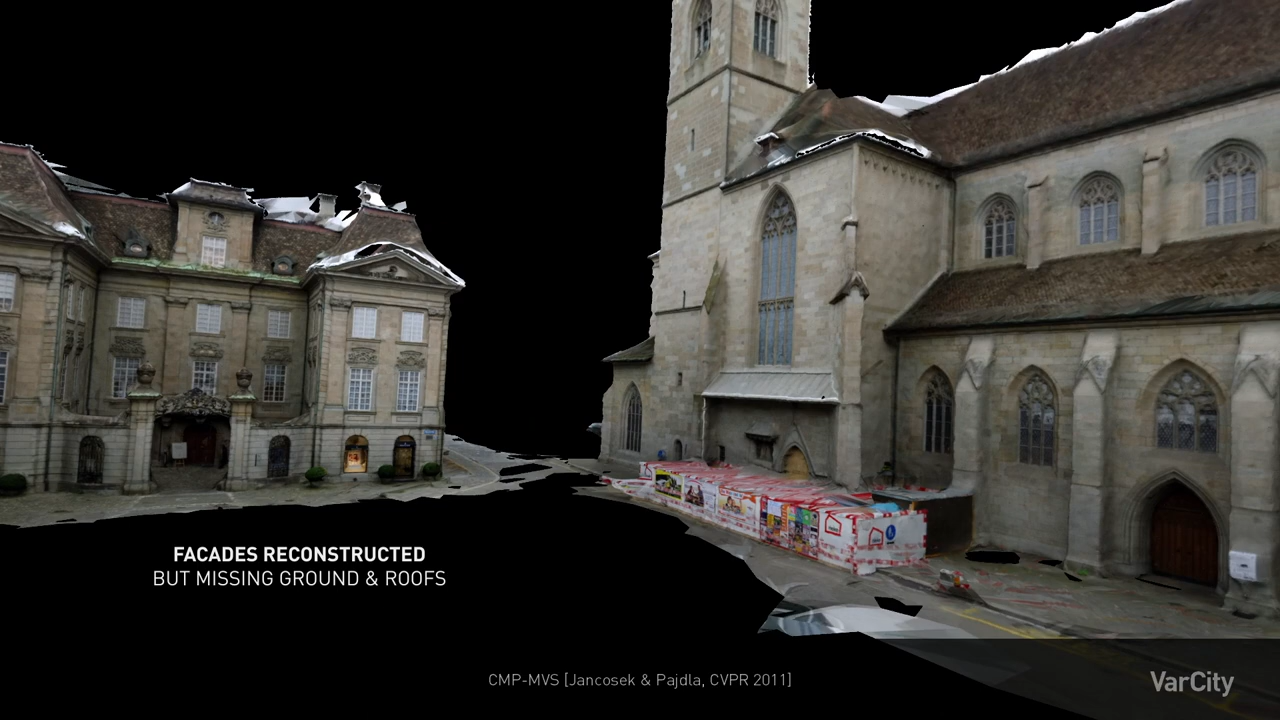 FACADES RECONSTRUCTED
BUT MISSING GROUND & ROOFS
CMP-MVS [Jancosek & Pajdla, CVPR 2011]
VarCity